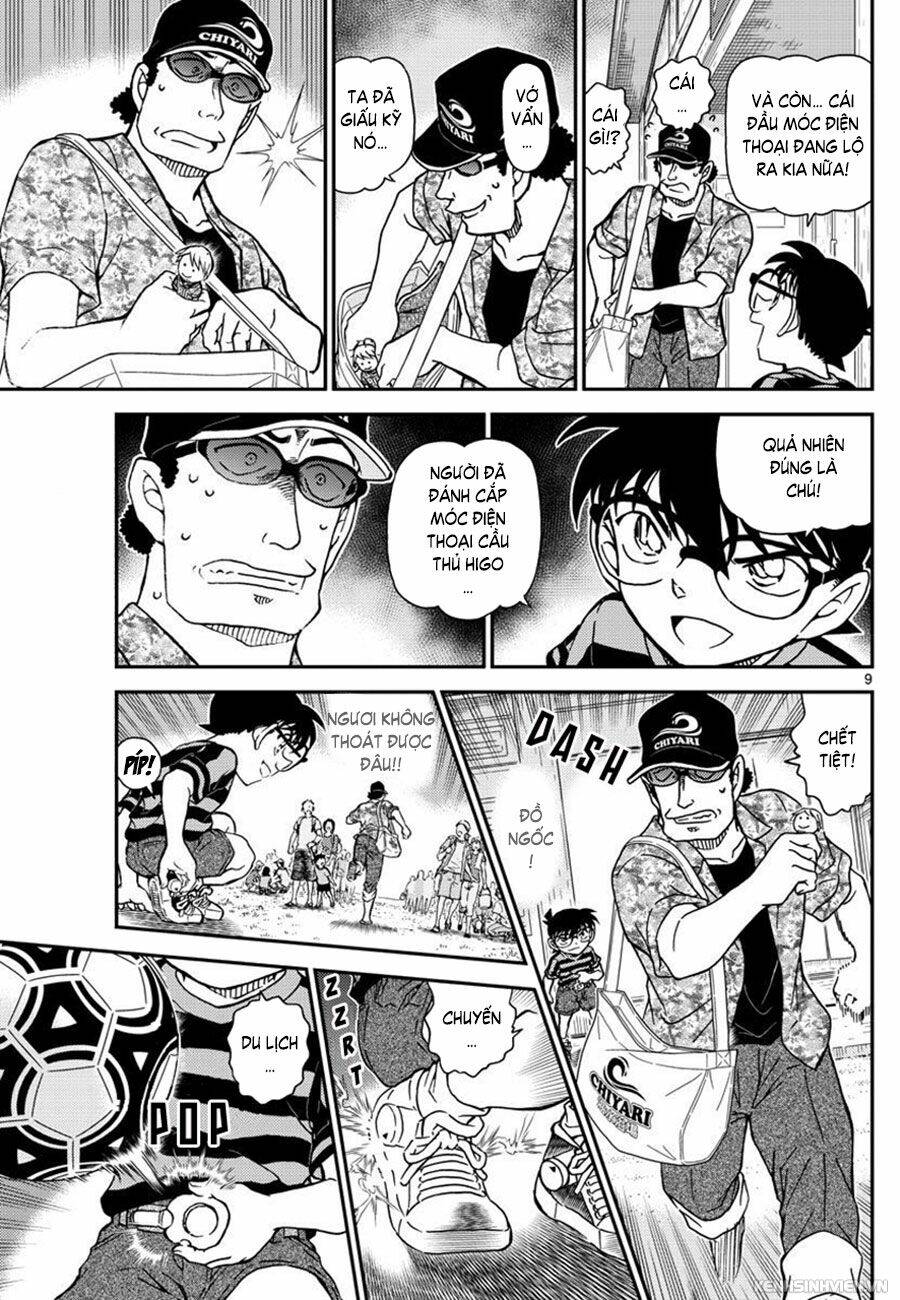 VÀ CÒN... CÁI
ĐẦU MÓC ĐIỆN
THOẠI ĐANG LỘ
RA KIA NỮA!
CÁI
...
CÁI
GÌ!?
CHIYARI
VỚ
VẨN
TA ĐÃ
GIẤU KỸ
NÓ...
CHIYARI
QUẢ NHIÊN
ĐÚNG LÀ
CHÚ!
NGƯỜI ĐÃ
ĐÁNH CẮP
MÓC ĐIỆN
THOẠI CẦU
THỦ HIGO
...
9
CHẾT
TIỆT!
DASH
CHIYARI
CHIYARI
NGƯƠI KHÔNG
THOÁT ĐƯỢC
ĐÂU!!
ĐỒ
NGỐC
!
PÍP!
CHUYẾN
...
ZZRT
DU LỊCH
...
POP
KENHSINHVIEN.VN